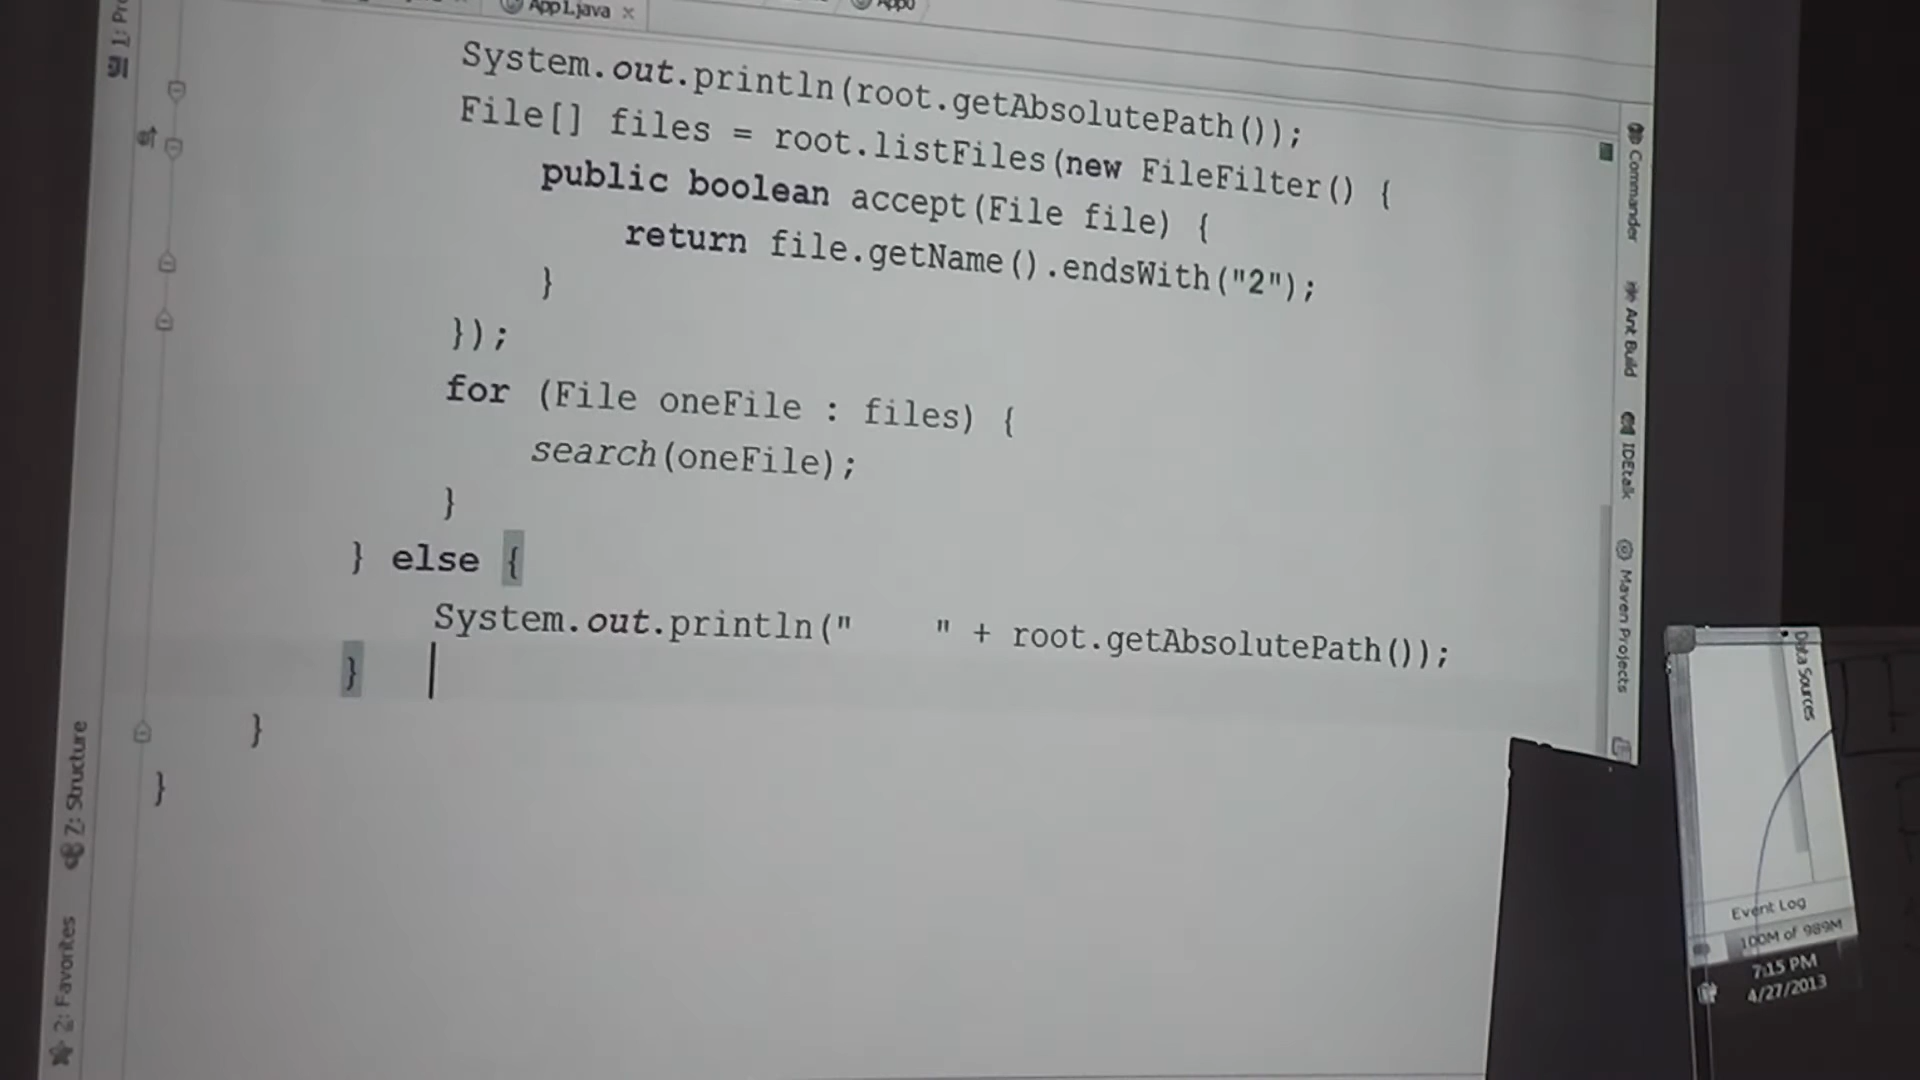 App1.java
App0
1: Pr
System.out.println(root.getAbsolutePath());
File[] files = root.listFiles(new FileFilter() {
public boolean accept(File file) {
return file.getName().endsWith("2");
}
});
for (File oneFile : files) {
search(oneFile);
}
} else {
System.out.println("    " + root.getAbsolutePath());
}
}
}
Commander
Ant Build
IDEtalk
Maven Projects
Data Sources
7: Structure
2: Favorites
Event Log
100M of 989M
7:15 PM
4/27/2013